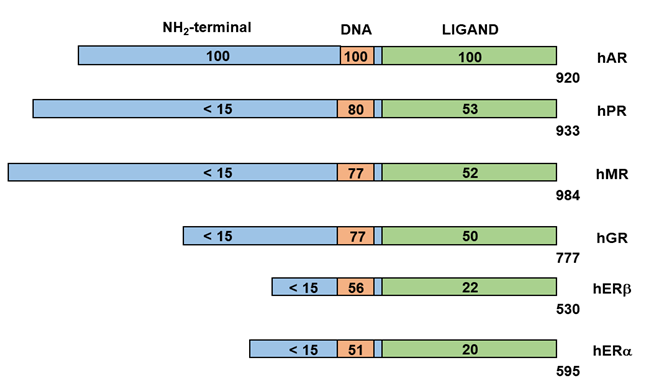 NH₂-terminal DNA LIGAND
100 100 100 hAR
920
< 15 80 53 hPR
933
< 15 77 52 hMR
984
< 15 77 50 hGR
777
< 15 56 22 hERβ
530
< 15 51 20 hERα
595